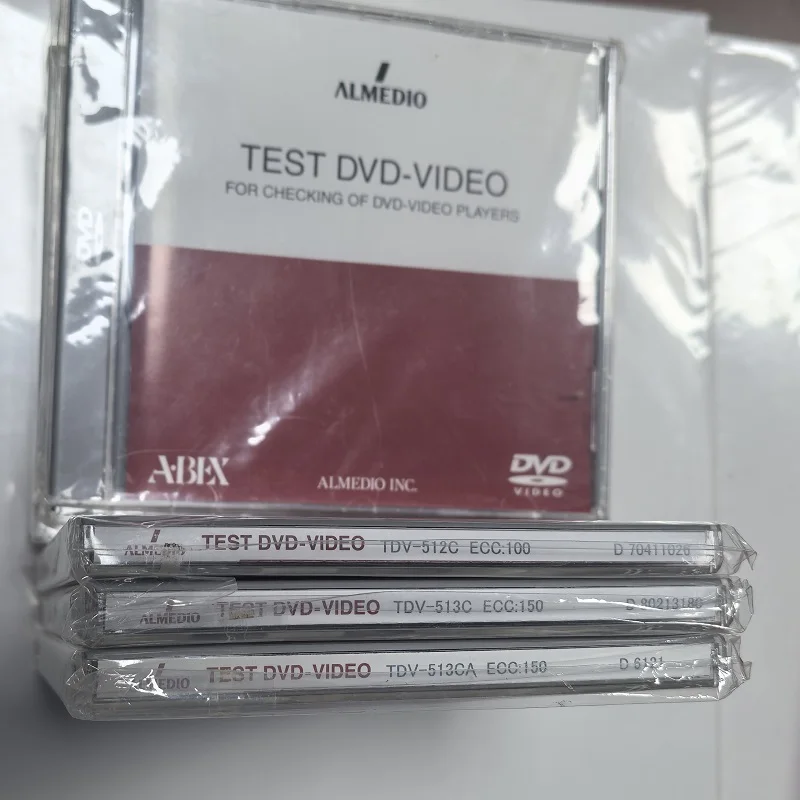 ALMEDIO
TEST DVD-VIDEO
FOR CHECKING OF DVD-VIDEO PLAYERS
DVD
A·BEX
ALMEDIO INC.
DVD
VIDEO
ALMEDIO TEST DVD-VIDEO TDV-512C ECC:100 D 70411026
ALMEDIO TEST DVD-VIDEO TDV-513C ECC:150
ALMEDIO TEST DVD-VIDEO TDV-513CA ECC:150